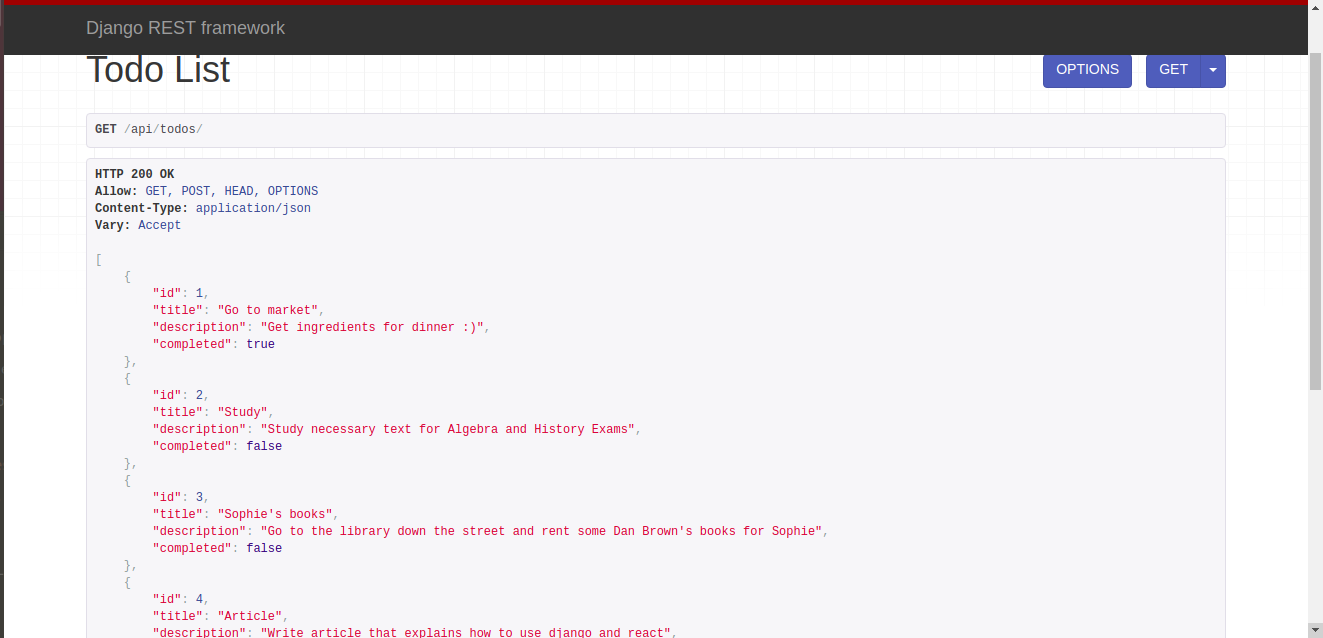 Django REST framework
Todo List
OPTIONS
GET
GET /api/todos/
HTTP 200 OK
Allow: GET, POST, HEAD, OPTIONS
Content-Type: application/json
Vary: Accept
[
    {
        "id": 1,
        "title": "Go to market",
        "description": "Get ingredients for dinner :)",
        "completed": true
    },
    {
        "id": 2,
        "title": "Study",
        "description": "Study necessary text for Algebra and History Exams",
        "completed": false
    },
    {
        "id": 3,
        "title": "Sophie's books",
        "description": "Go to the library down the street and rent some Dan Brown's books for Sophie",
        "completed": false
    },
    {
        "id": 4,
        "title": "Article",
        "description": "Write article that explains how to use django and react",